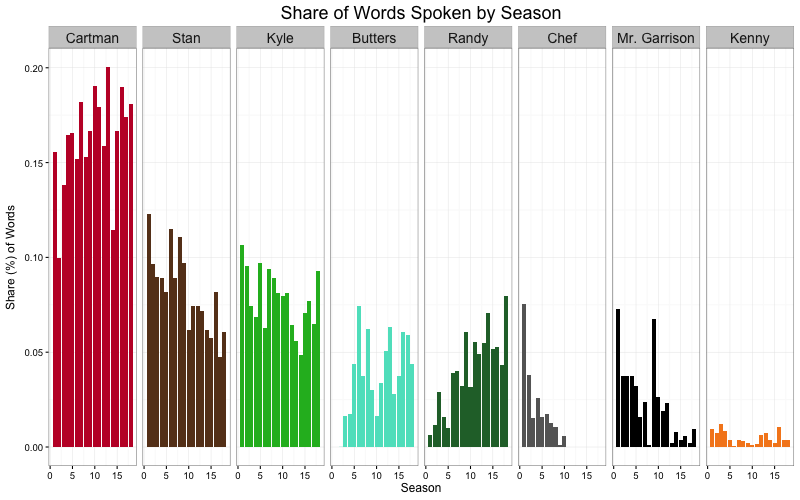 Share of Words Spoken by Season
Cartman Stan Kyle Butters Randy Chef Mr. Garrison Kenny
0.20
0.15
0.10
0.05
0.00
Share (%) of Words
0 5 10 15 0 5 10 15 0 5 10 15 0 5 10 15 0 5 10 15 0 5 10 15 0 5 10 15 0 5 10 15
Season